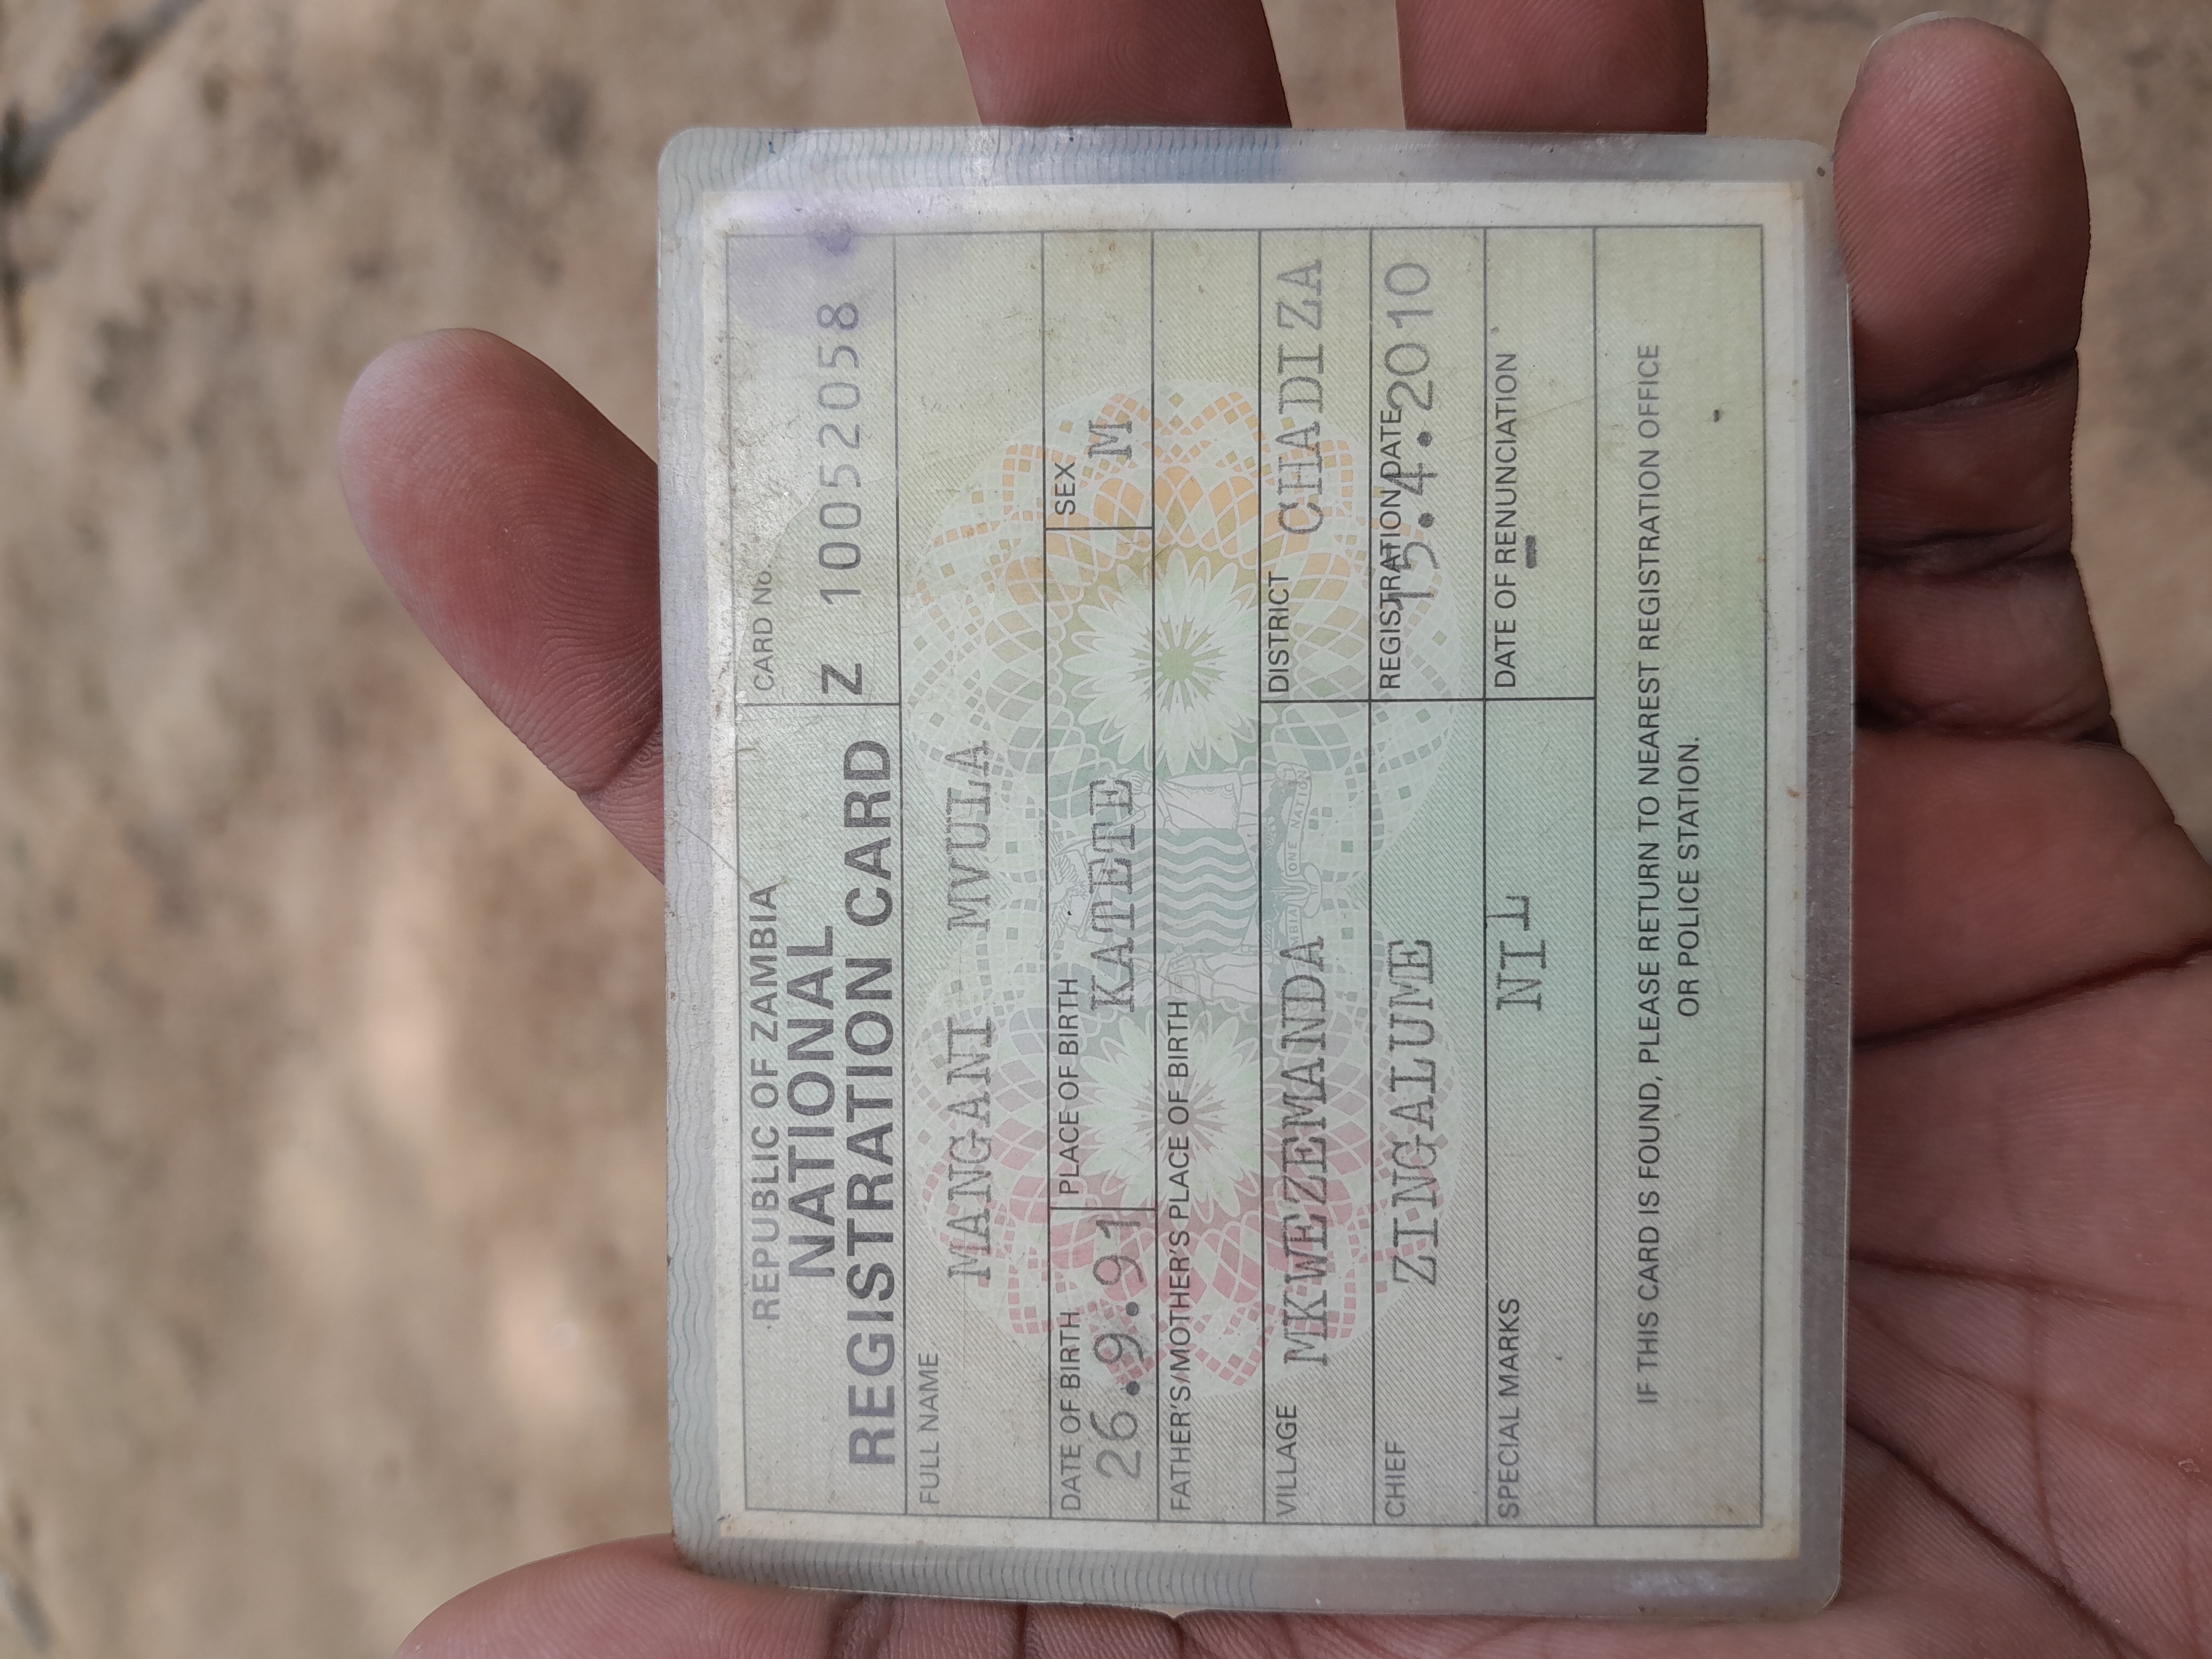 REPUBLIC OF ZAMBIA
NATIONAL
REGISTRATION CARD
CARD No.
Z 10052058
FULL NAME
MANGANI MVULA
DATE OF BIRTH
26.9.91
PLACE OF BIRTH
KATETE
SEX
M
FATHER'S/MOTHER'S PLACE OF BIRTH
VILLAGE
MKWEZEMANDA
DISTRICT
CHADIZA
CHIEF
ZINGALUME
REGISTRATION DATE
15.4.2010
SPECIAL MARKS
NIL
DATE OF RENUNCIATION
-
IF THIS CARD IS FOUND, PLEASE RETURN TO NEAREST REGISTRATION OFFICE
OR POLICE STATION.